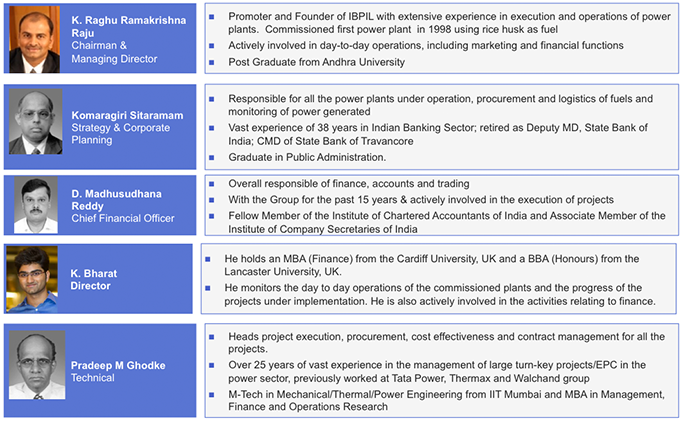 K. Raghu Ramakrishna
Raju
Chairman &
Managing Director
Promoter and Founder of IBPIL with extensive experience in execution and operations of power
plants. Commissioned first power plant in 1998 using rice husk as fuel
Actively involved in day-to-day operations, including marketing and financial functions
Post Graduate from Andhra University
Komaragiri Sitaramam
Strategy & Corporate
Planning
Responsible for all the power plants under operation, procurement and logistics of fuels and
monitoring of power generated
Vast experience of 38 years in Indian Banking Sector; retired as Deputy MD, State Bank of
India; CMD of State Bank of Travancore
Graduate in Public Administration.
D. Madhusudhana
Reddy
Chief Financial Officer
Overall responsible of finance, accounts and trading
With the Group for the past 15 years & actively involved in the execution of projects
Fellow Member of the Institute of Chartered Accountants of India and Associate Member of the
Institute of Company Secretaries of India
K. Bharat
Director
He holds an MBA (Finance) from the Cardiff University, UK and a BBA (Honours) from the
Lancaster University, UK.
He monitors the day to day operations of the commissioned plants and the progress of the
projects under implementation. He is also actively involved in the activities relating to finance.
Pradeep M Ghodke
Technical
Heads project execution, procurement, cost effectiveness and contract management for all the
projects.
Over 25 years of vast experience in the management of large turn-key projects/EPC in the
power sector, previously worked at Tata Power, Thermax and Walchand group
M-Tech in Mechanical/Thermal/Power Engineering from IIT Mumbai and MBA in Management,
Finance and Operations Research